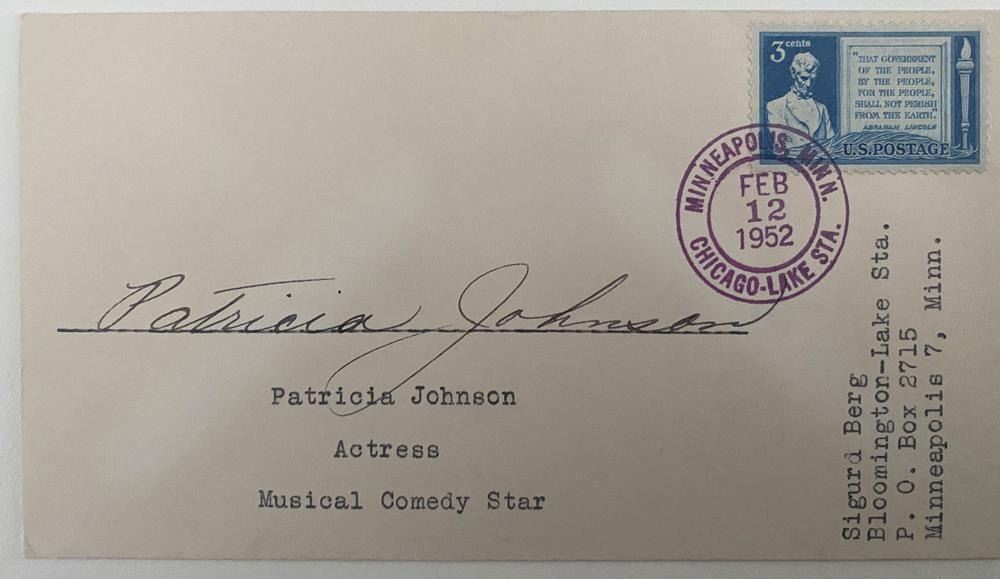 3 cents
"THAT GOVERNMENT
OF THE PEOPLE,
BY THE PEOPLE,
FOR THE PEOPLE,
SHALL NOT PERISH
FROM THE EARTH".
ABRAHAM LINCOLN
U.S. POSTAGE
MINNEAPOLIS, MINN.
FEB
12
1952
CHICAGO-LAKE STA.
Patricia Johnson
Patricia Johnson
Actress
Musical Comedy Star
Sigurd Berg
Bloomington-Lake Sta.
P. O. Box 2715
Minneapolis 7, Minn.